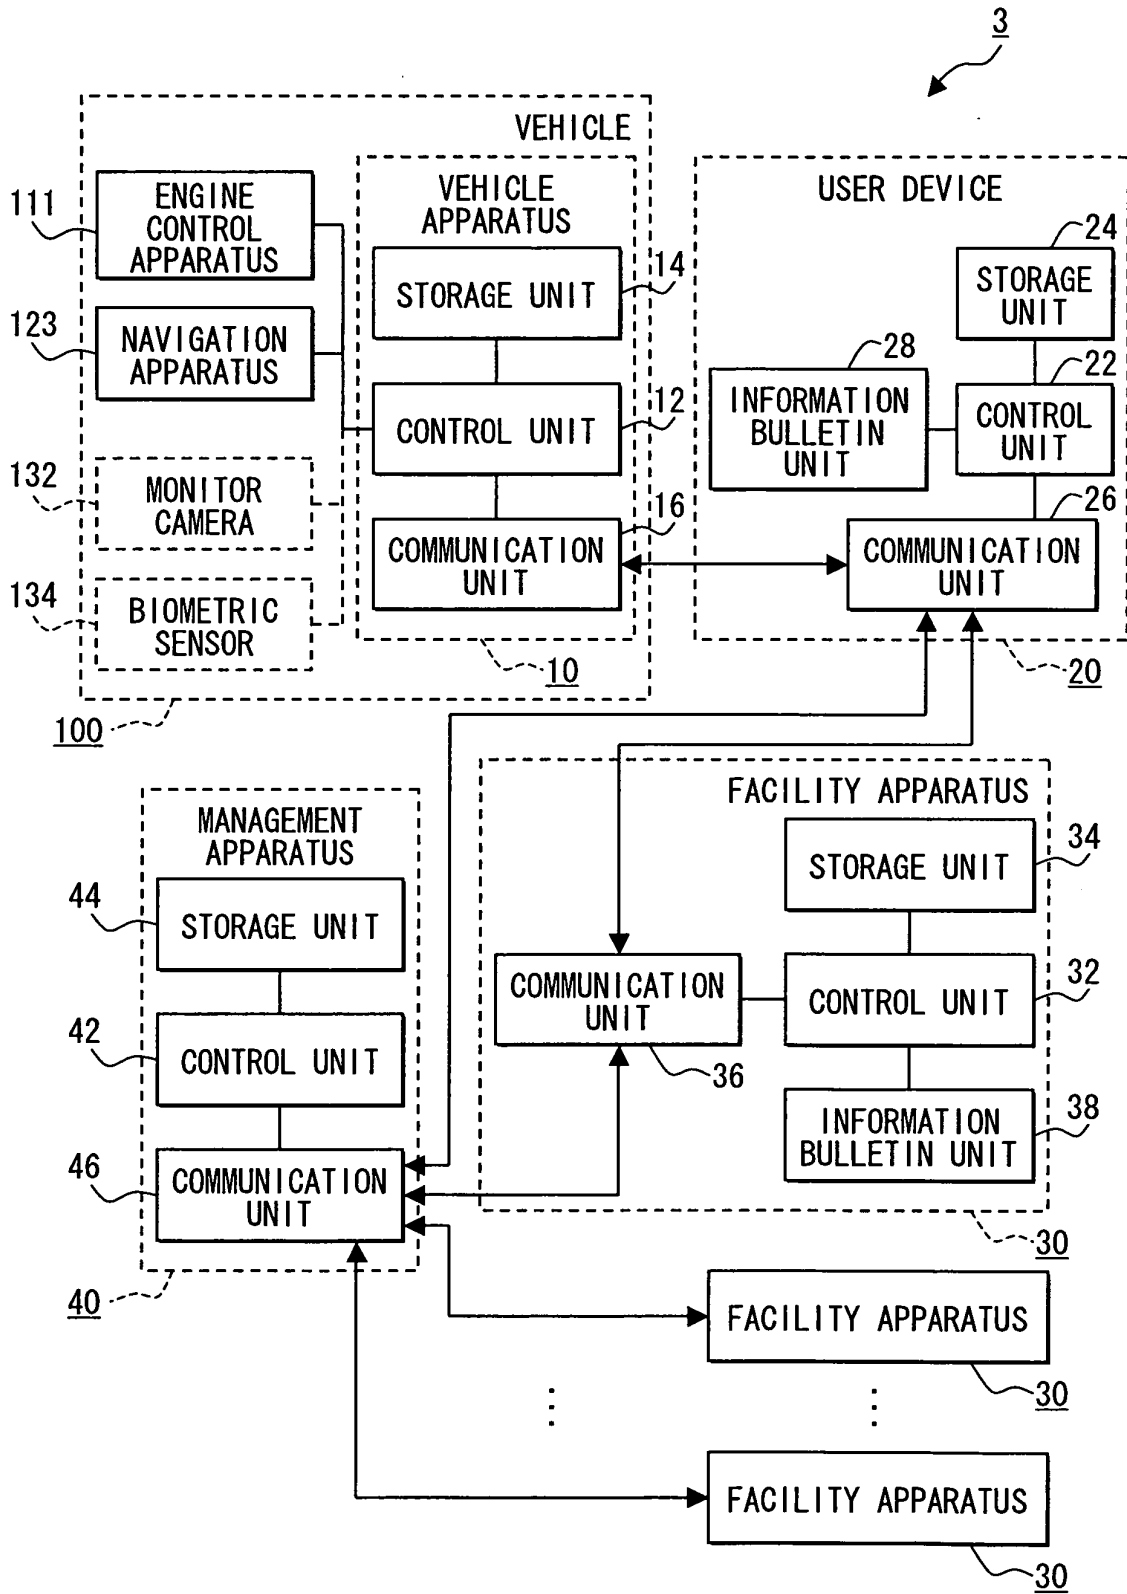 3
VEHICLE
111
ENGINE
CONTROL
APPARATUS
123
NAVIGATION
APPARATUS
132
MONITOR
CAMERA
134
BIOMETRIC
SENSOR
100
VEHICLE
APPARATUS
STORAGE UNIT
14
CONTROL UNIT
12
COMMUNICATION
UNIT
16
10
USER DEVICE
24
STORAGE
UNIT
28
INFORMATION
BULLETIN
UNIT
22
CONTROL
UNIT
26
COMMUNICATION
UNIT
20
MANAGEMENT
APPARATUS
44
STORAGE UNIT
42
CONTROL UNIT
46
COMMUNICATION
UNIT
40
FACILITY APPARATUS
34
STORAGE UNIT
COMMUNICATION
UNIT
36
CONTROL UNIT
32
INFORMATION
BULLETIN UNIT
38
30
FACILITY APPARATUS
30
FACILITY APPARATUS
30